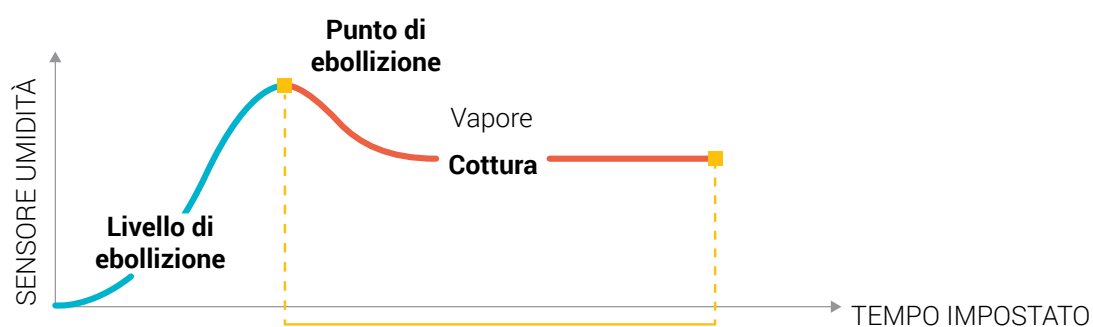 Punto di
ebollizione
SENSORE UMIDITÀ
Vapore
Cottura
Livello di
ebollizione
TEMPO IMPOSTATO